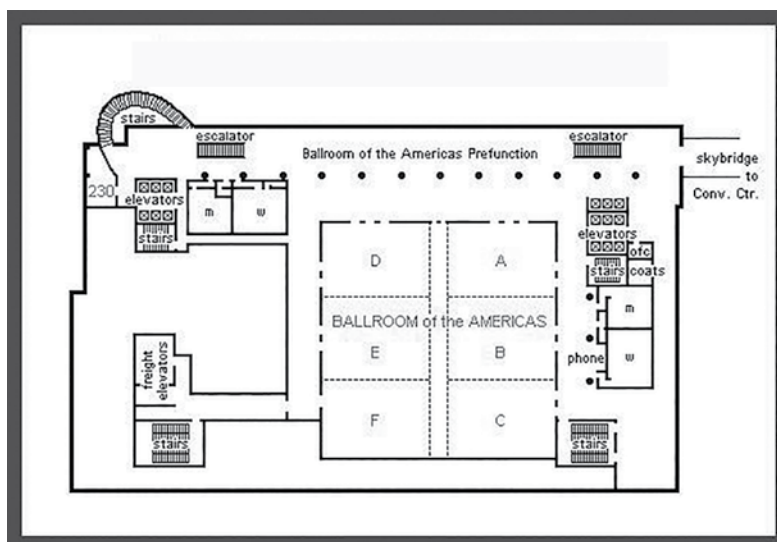 stairs
escalator
escalator
Ballroom of the Americas Prefunction
skybridge
to
Conv. Ctr.
230
elevators
m
w
stairs
elevators
ofc
stairs
coats
D
A
m
BALLROOM of the AMERICAS
E
B
phone
w
freight
elevators
F
C
stairs
stairs